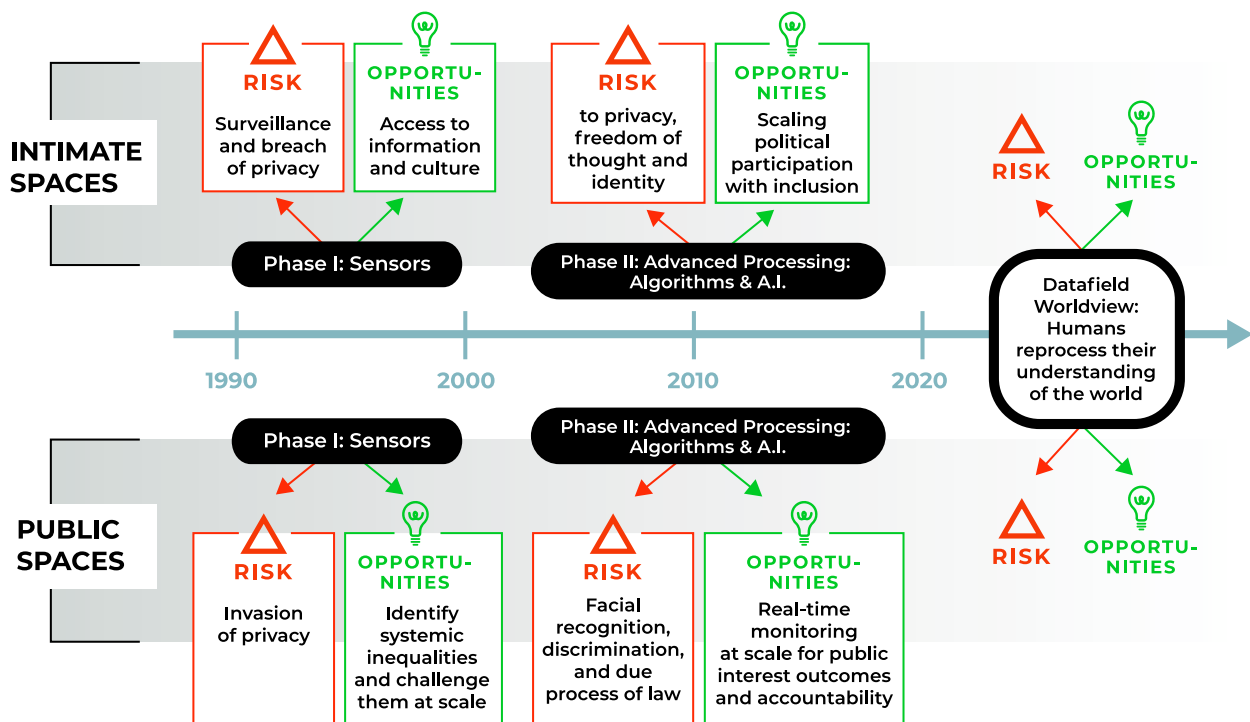 INTIMATE
SPACES
RISK
Surveillance
and breach
of privacy
OPPORTU-
NITIES
Access to
information
and culture
Phase I: Sensors
RISK
to privacy,
freedom of
thought and
identity
OPPORTU-
NITIES
Scaling
political
participation
with inclusion
Phase II: Advanced Processing:
Algorithms & A.I.
RISK
OPPORTU-
NITIES
Datafield
Worldview:
Humans
reprocess their
understanding
of the world
1990
2000
2010
2020
PUBLIC
SPACES
Phase I: Sensors
RISK
Invasion
of privacy
OPPORTU-
NITIES
Identify
systemic
inequalities
and challenge
them at scale
Phase II: Advanced Processing:
Algorithms & A.I.
RISK
Facial
recognition,
discrimination,
and due
process of law
OPPORTU-
NITIES
Real-time
monitoring
at scale for public
interest outcomes
and accountability
RISK
OPPORTU-
NITIES